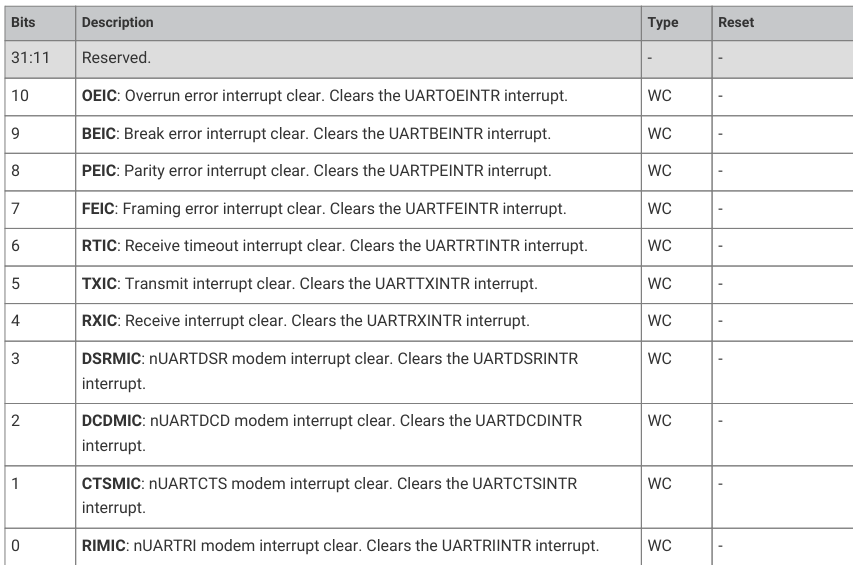 Bits Description Type Reset
31:11 Reserved. - -
10 OEIC: Overrun error interrupt clear. Clears the UARTOEINTR interrupt. WC -
9 BEIC: Break error interrupt clear. Clears the UARTBEINTR interrupt. WC -
8 PEIC: Parity error interrupt clear. Clears the UARTPEINTR interrupt. WC -
7 FEIC: Framing error interrupt clear. Clears the UARTFEINTR interrupt. WC -
6 RTIC: Receive timeout interrupt clear. Clears the UARTRTINTR interrupt. WC -
5 TXIC: Transmit interrupt clear. Clears the UARTTXINTR interrupt. WC -
4 RXIC: Receive interrupt clear. Clears the UARTRXINTR interrupt. WC -
3 DSRMIC: nUARTDSR modem interrupt clear. Clears the UARTDSRINTR WC -
interrupt.
2 DCDMIC: nUARTDCD modem interrupt clear. Clears the UARTDCDINTR WC -
interrupt.
1 CTSMIC: nUARTCTS modem interrupt clear. Clears the UARTCTSINTR WC -
interrupt.
0 RIMIC: nUARTRI modem interrupt clear. Clears the UARTRIINTR interrupt. WC -